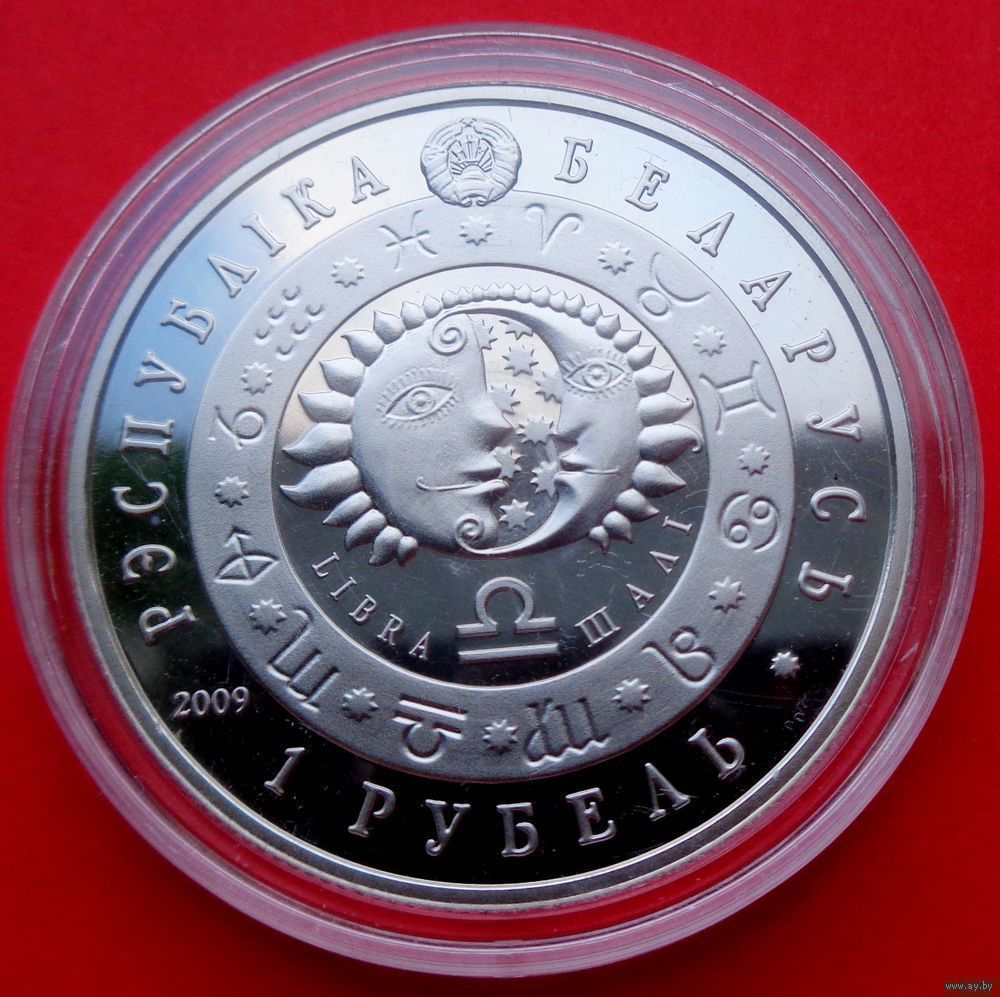 РЭСПУБЛІКА БЕЛАРУСЬ
LIBRA ШАЛІ
2009
1 РУБЕЛЬ
www.ay.by